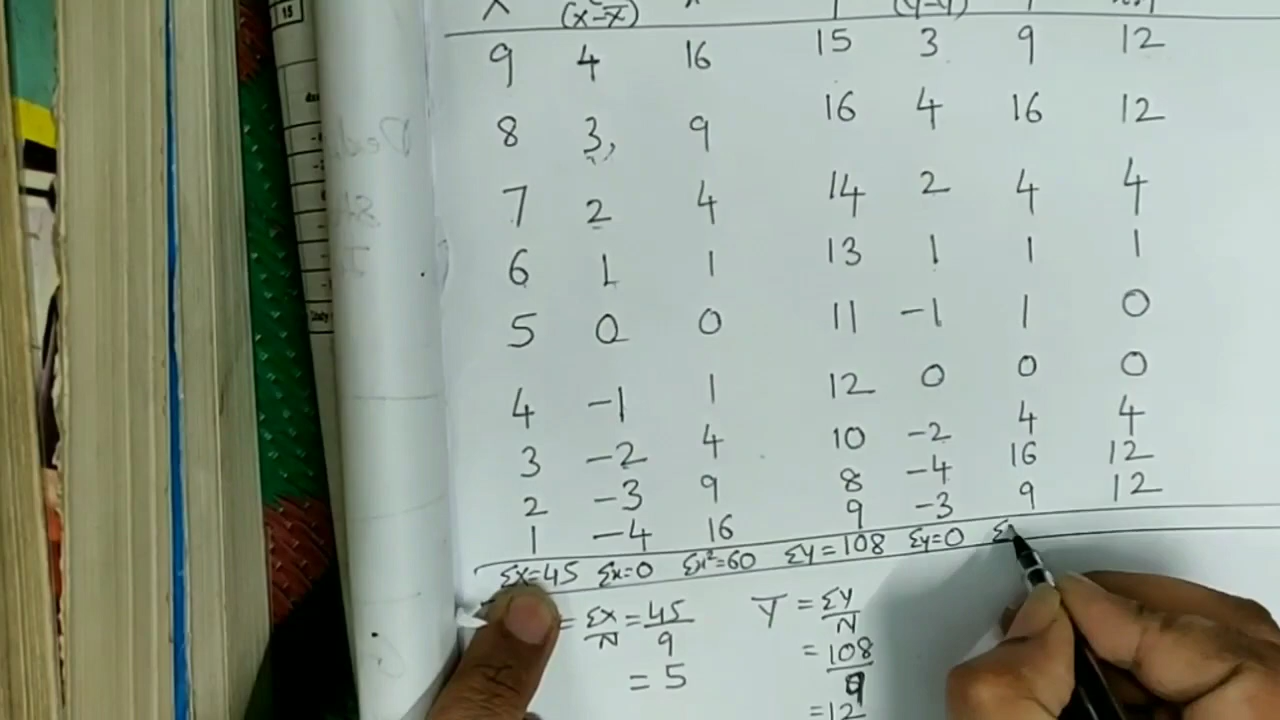 15
(x-x̄) (y-ȳ)
9 4 16 15 3 9 12
8 3, 9 16 4 16 12
7 2 4 14 2 4 4
6 1 1 13 1 1 1
5 0 0 11 -1 1 0
4 -1 1 12 0 0 0
3 -2 4 10 -2 4 4
2 -3 9 8 -4 16 12
1 -4 16 9 -3 9 12
Σx=45 Σx=0 Σx²=60 Σy=108 Σy=0 Σ
= Σx/N = 45/9 Y̅ = Σy/N
= 5 = 108/9
=12